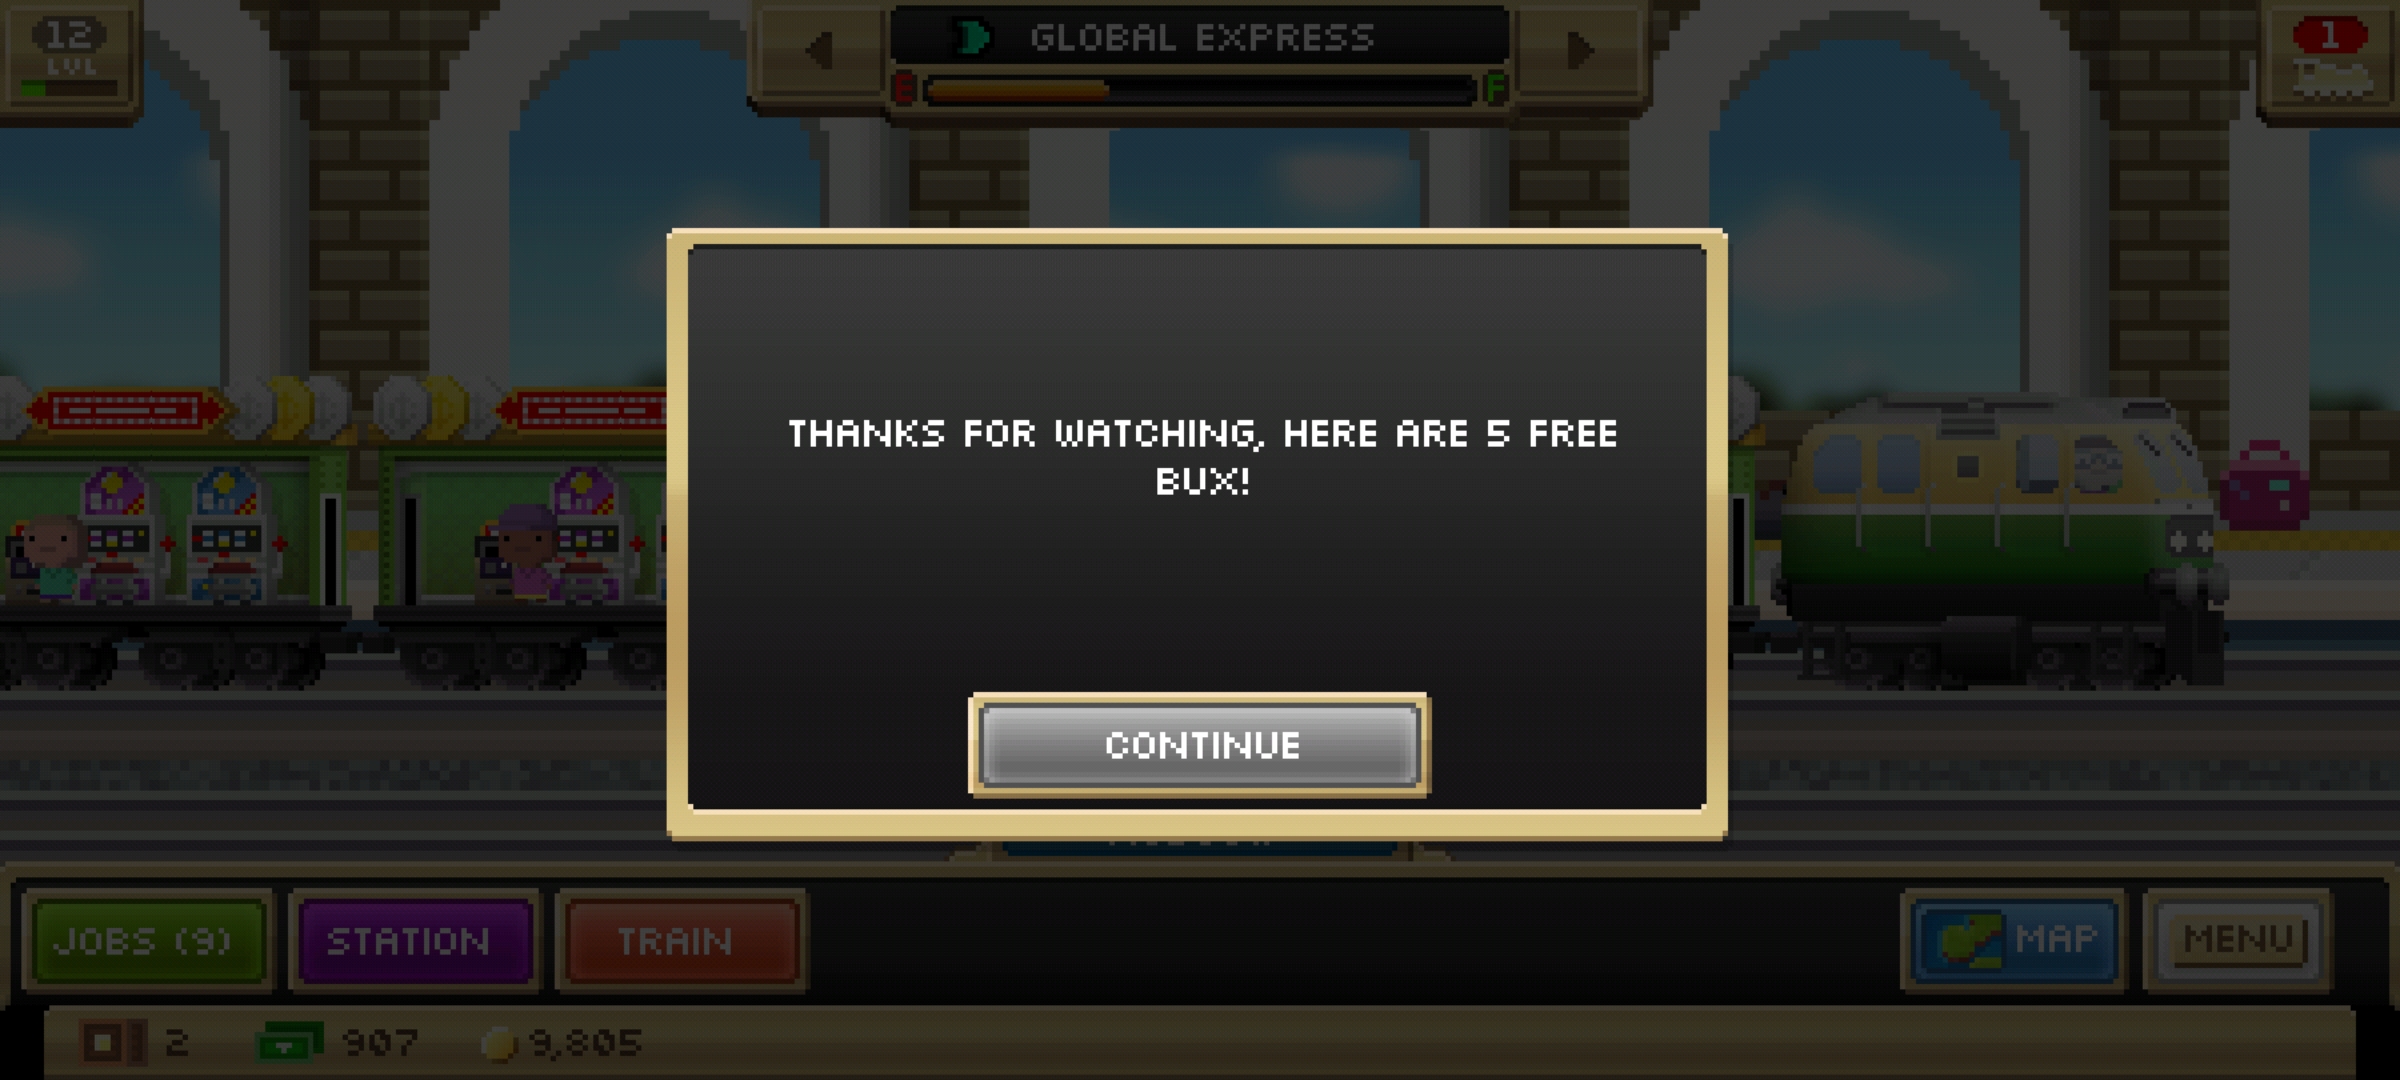 12
LVL
GLOBAL EXPRESS
E
F
1
THANKS FOR WATCHING, HERE ARE 5 FREE
BUX!
CONTINUE
JOBS (9)
STATION
TRAIN
MAP
MENU
2
907
9,805